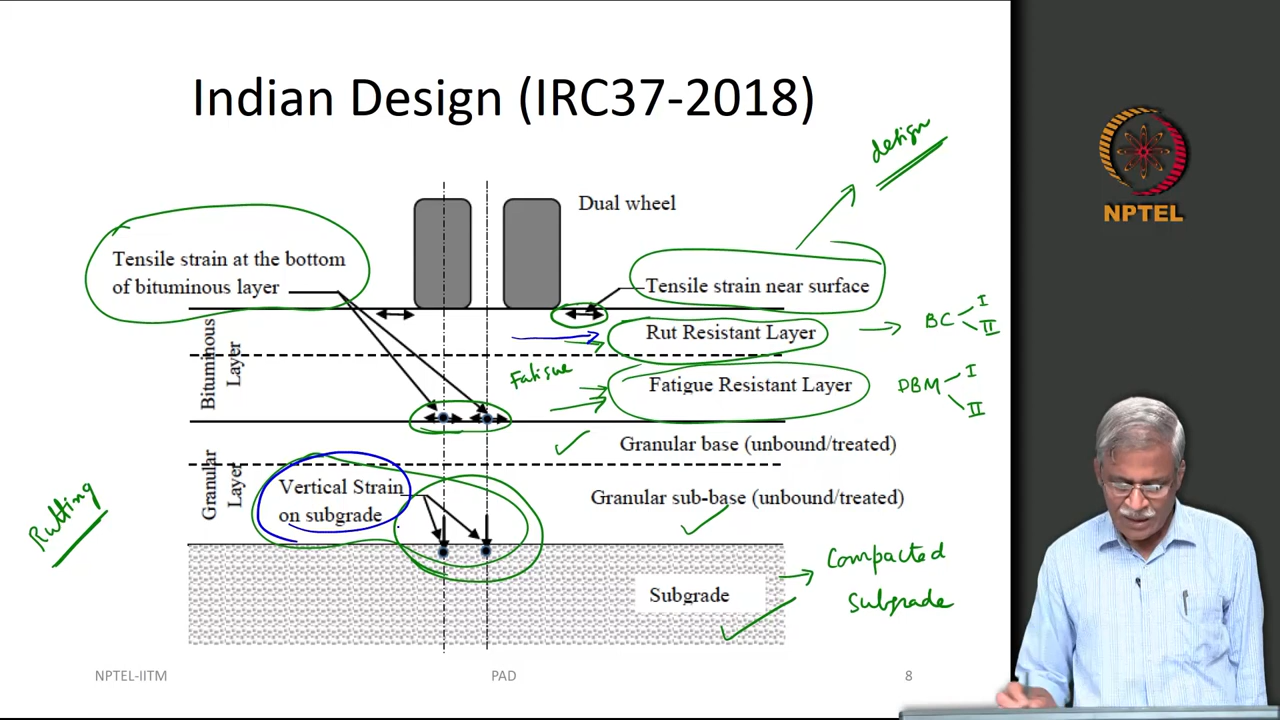 Indian Design (IRC37-2018)
NPTEL
design
Dual wheel
Tensile strain at the bottom
of bituminous layer
Tensile strain near surface
Bituminous
Layer
Rut Resistant Layer
BC
I
II
Fatigue
Fatigue Resistant Layer
DBM
I
II
Granular base (unbound/treated)
Granular
Layer
Vertical Strain
on subgrade
Granular sub-base (unbound/treated)
Rutting
Compacted
Subgrade
Subgrade
NPTEL-IITM
PAD
8